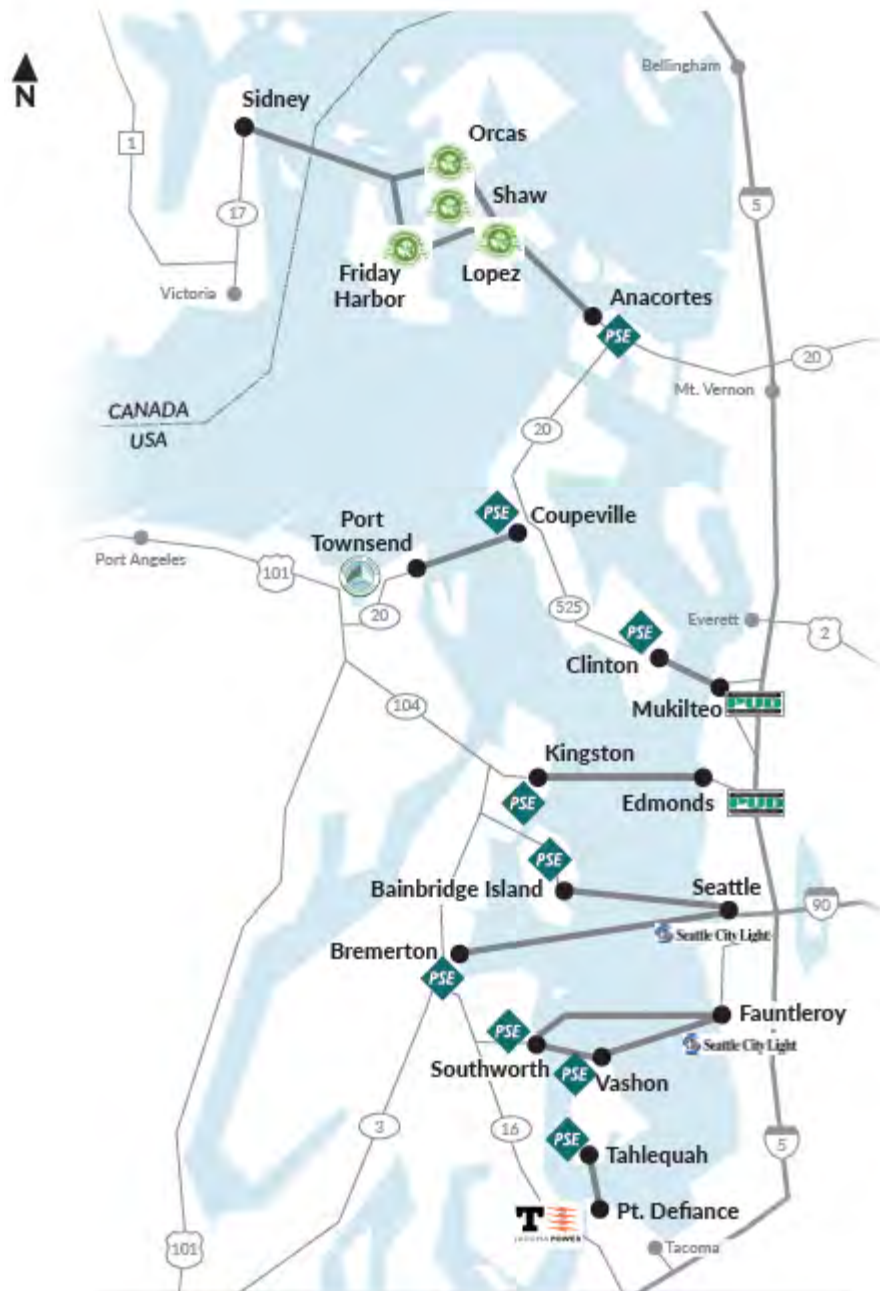 N
Sidney
Bellingham
Orcas
1
Shaw
5
17
Friday
Harbor
Lopez
Victoria
Anacortes
PSE
20
Mt. Vernon
CANADA
USA
20
PSE
Coupeville
Port
Townsend
Port Angeles
101
20
525
Everett
2
PSE
Clinton
Mukilteo
PUD
104
Kingston
PSE
Edmonds
PUD
PSE
Bainbridge Island
Seattle
90
Seattle City Light
Bremerton
PSE
Fauntleroy
PSE
Seattle City Light
Southworth
PSE
Vashon
3
16
PSE
Tahlequah
5
T
TACOMA POWER
Pt. Defiance
101
Tacoma